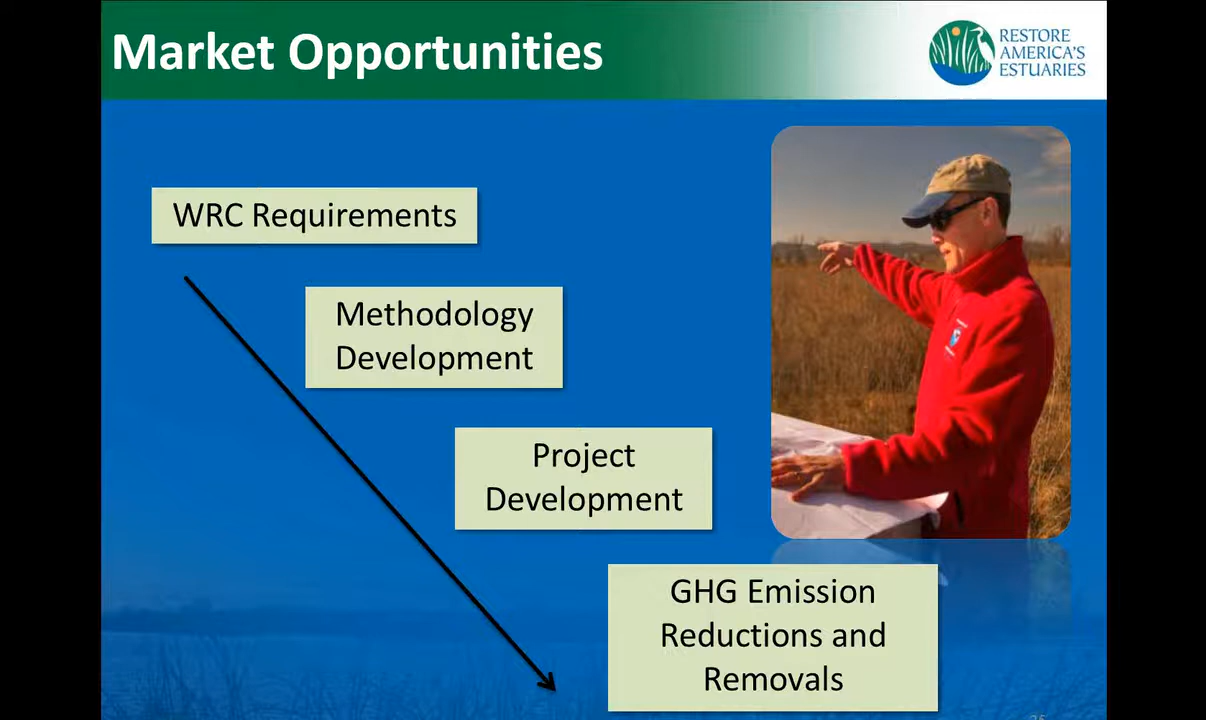 Market Opportunities
RESTORE
AMERICA'S
ESTUARIES
WRC Requirements
Methodology
Development
Project
Development
GHG Emission
Reductions and
Removals